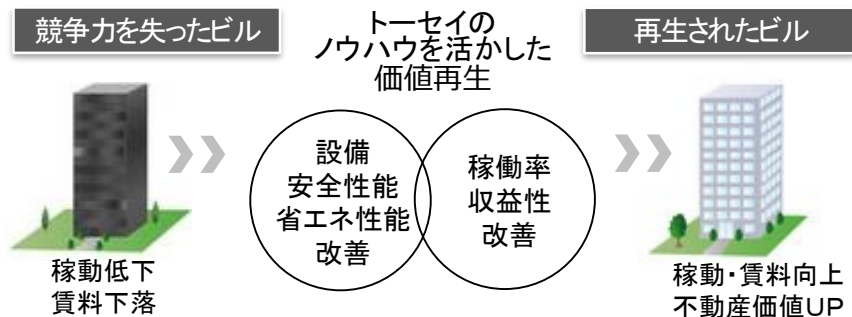 競争力を失ったビル
トーセイの
ノウハウを活かした
価値再生
再生されたビル
設備
安全性能
省エネ性能
改善
稼働率
収益性
改善
稼動低下
賃料下落
稼動・賃料向上
不動産価値UP